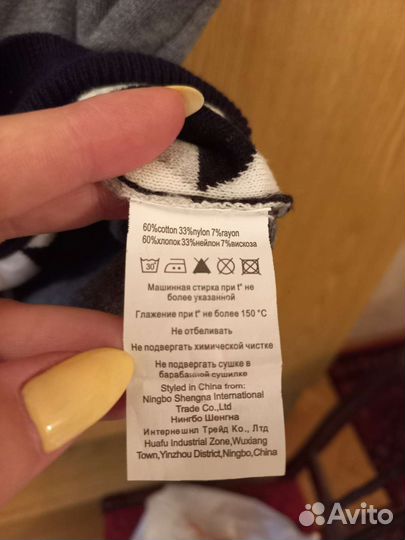 60%cotton 33%nylon 7%rayon
60%хлопок 33%нейлон 7%вискоза
30
Машинная стирка при t° не
более указанной
Глажение при t° не более 150 °C
Не отбеливать
Не подвергать химической чистке
Не подвергать сушке в
барабанной сушилке
Styled in China from:
Ningbo Shengna International
Trade Co.,Ltd
Нингбо Шенгна
Интернешнл Трейд Ко., Лтд
Huafu Industrial Zone,Wuxiang
Town,Yinzhou District,Ningbo,China
Avito